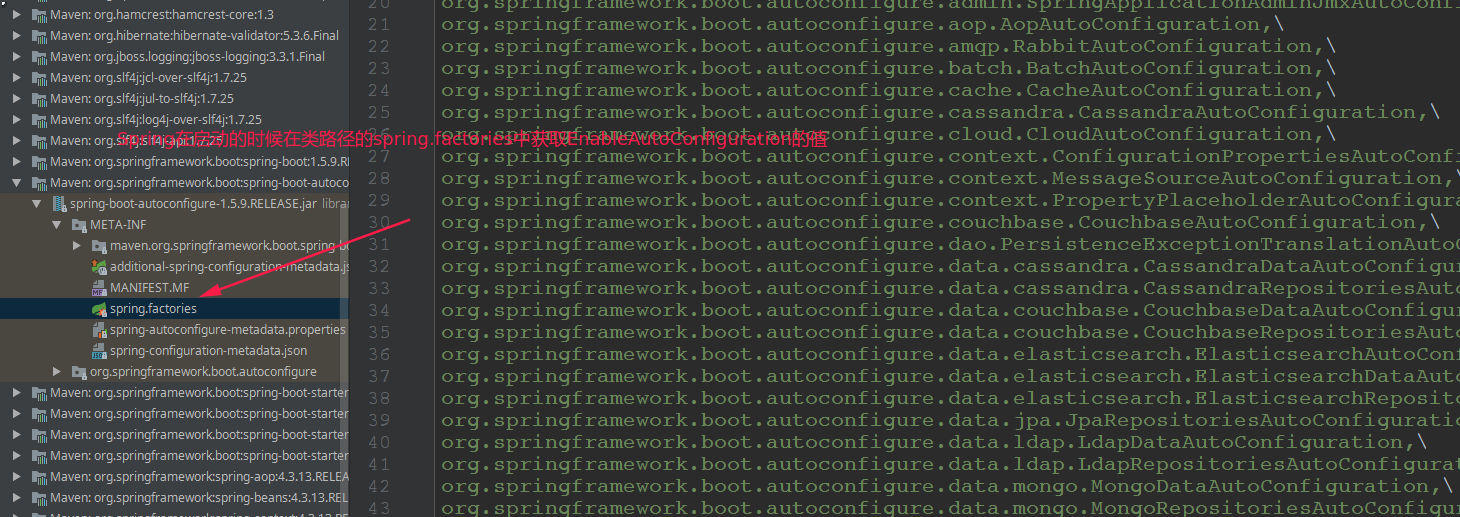 Maven: org.hamcrest:hamcrest-core:1.3
Maven: org.hibernate:hibernate-validator:5.3.6.Final
Maven: org.jboss.logging:jboss-logging:3.3.1.Final
Maven: org.slf4j:jcl-over-slf4j:1.7.25
Maven: org.slf4j:jul-to-slf4j:1.7.25
Maven: org.slf4j:log4j-over-slf4j:1.7.25
Maven: org.slf4j:slf4j-api:1.7.25
Maven: org.springframework.boot:spring-boot:1.5.9.RE
Maven: org.springframework.boot:spring-boot-autoco
spring-boot-autoconfigure-1.5.9.RELEASE.jar libra
META-INF
maven.org.springframework.boot.spring-bo
additional-spring-configuration-metadata.js
MANIFEST.MF
spring.factories
spring-autoconfigure-metadata.properties
spring-configuration-metadata.json
org.springframework.boot.autoconfigure
Maven: org.springframework.boot:spring-boot-starter
Maven: org.springframework.boot:spring-boot-starter
Maven: org.springframework.boot:spring-boot-starter
Maven: org.springframework.boot:spring-boot-starter
Maven: org.springframework:spring-aop:4.3.13.RELEA
Maven: org.springframework:spring-beans:4.3.13.REL
Maven: org.springframework:spring-context:4.3.13.RE
Spring在启动的时候在类路径的spring.factories中获取EnableAutoConfiguration的值
20 org.springframework.boot.autoconfigure.admin.SpringApplicationAdminJmxAutoConfi
21 org.springframework.boot.autoconfigure.aop.AopAutoConfiguration,\
22 org.springframework.boot.autoconfigure.amqp.RabbitAutoConfiguration,\
23 org.springframework.boot.autoconfigure.batch.BatchAutoConfiguration,\
24 org.springframework.boot.autoconfigure.cache.CacheAutoConfiguration,\
25 org.springframework.boot.autoconfigure.cassandra.CassandraAutoConfiguration,\
26 org.springframework.boot.autoconfigure.cloud.CloudAutoConfiguration,\
27 org.springframework.boot.autoconfigure.context.ConfigurationPropertiesAutoConfi
28 org.springframework.boot.autoconfigure.context.MessageSourceAutoConfiguration,\
29 org.springframework.boot.autoconfigure.context.PropertyPlaceholderAutoConfigura
30 org.springframework.boot.autoconfigure.couchbase.CouchbaseAutoConfiguration,\
31 org.springframework.boot.autoconfigure.dao.PersistenceExceptionTranslationAutoC
32 org.springframework.boot.autoconfigure.data.cassandra.CassandraDataAutoConfigur
33 org.springframework.boot.autoconfigure.data.cassandra.CassandraRepositoriesAuto
34 org.springframework.boot.autoconfigure.data.couchbase.CouchbaseDataAutoConfigur
35 org.springframework.boot.autoconfigure.data.couchbase.CouchbaseRepositoriesAuto
36 org.springframework.boot.autoconfigure.data.elasticsearch.ElasticsearchAutoConf
37 org.springframework.boot.autoconfigure.data.elasticsearch.ElasticsearchDataAuto
38 org.springframework.boot.autoconfigure.data.elasticsearch.ElasticsearchReposito
39 org.springframework.boot.autoconfigure.data.jpa.JpaRepositoriesAutoConfiguratio
40 org.springframework.boot.autoconfigure.data.ldap.LdapDataAutoConfiguration,\
41 org.springframework.boot.autoconfigure.data.ldap.LdapRepositoriesAutoConfigurat
42 org.springframework.boot.autoconfigure.data.mongo.MongoDataAutoConfiguration,\
43 org.springframework.boot.autoconfigure.data.mongo.MongoRepositoriesAutoConfigur